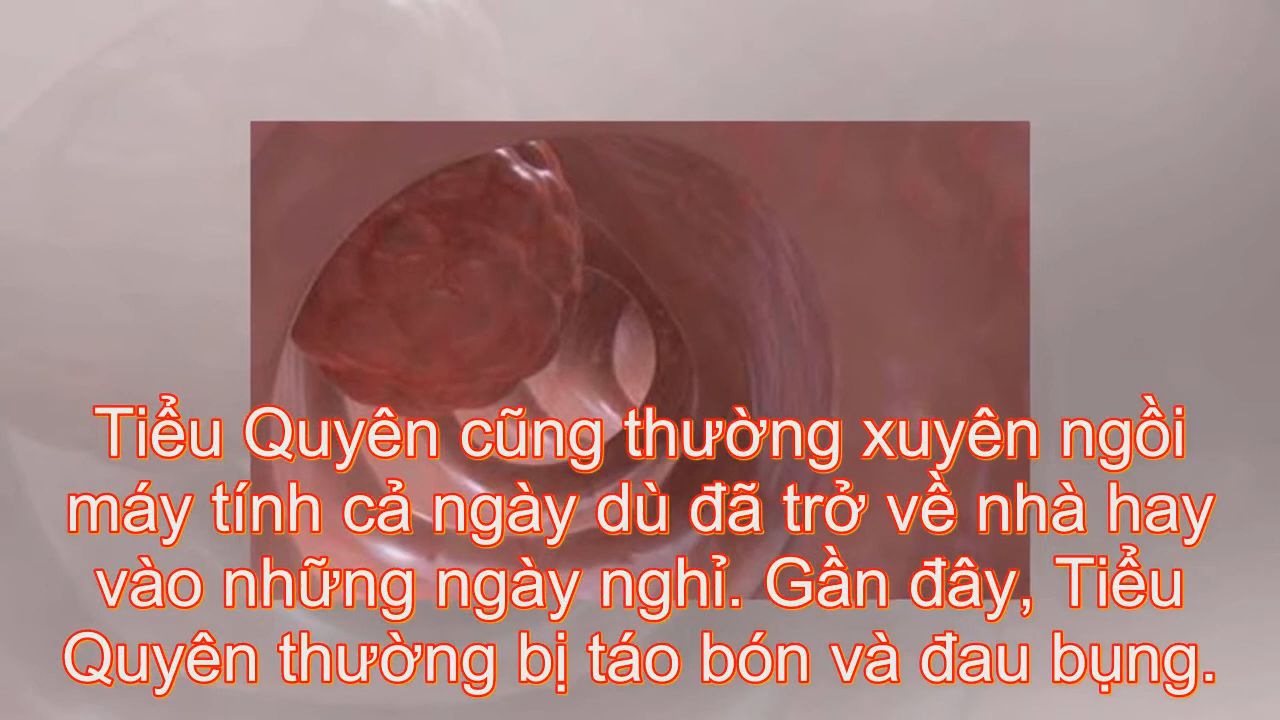 Tiểu Quyên cũng thường xuyên ngồi
máy tính cả ngày dù đã trở về nhà hay
vào những ngày nghỉ. Gần đây, Tiểu
Quyên thường bị táo bón và đau bụng.